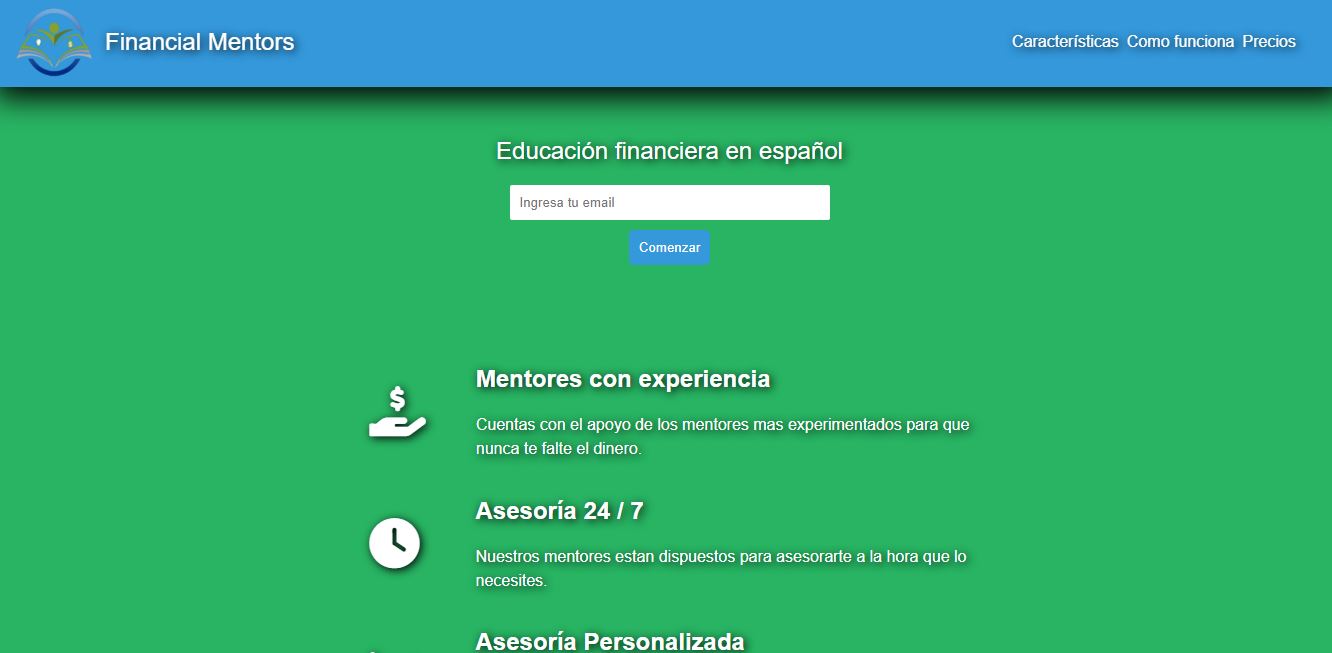 Financial Mentors
Características Como funciona Precios
Educación financiera en español
Ingresa tu email
Comenzar
$
Mentores con experiencia
Cuentas con el apoyo de los mentores mas experimentados para que
nunca te falte el dinero.
Asesoría 24 / 7
Nuestros mentores estan dispuestos para asesorarte a la hora que lo
necesites.
Asesoría Personalizada